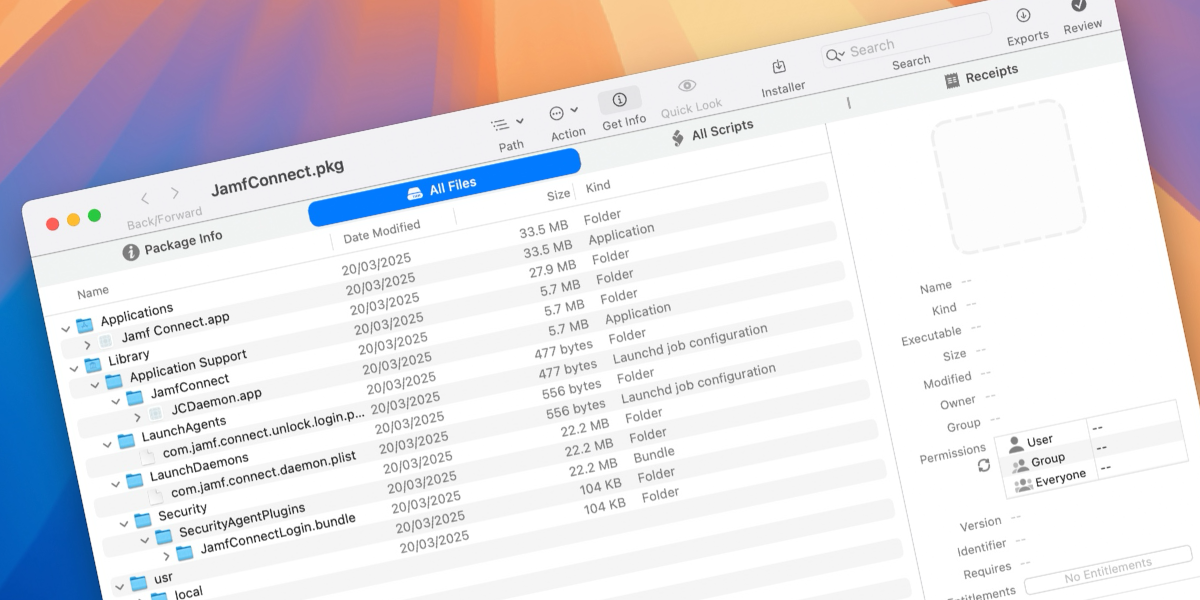 JamfConnect.pkg
Back/Forward
Path
Action
Get Info
Quick Look
Installer
Search
Search
Exports
Review
Package Info
All Files
All Scripts
Receipts
Name Date Modified Size Kind
Applications 20/03/2025 33.5 MB Folder
Jamf Connect.app 20/03/2025 33.5 MB Application
Library 20/03/2025 27.9 MB Folder
Application Support 20/03/2025 5.7 MB Folder
JamfConnect 20/03/2025 5.7 MB Folder
JCDaemon.app 20/03/2025 5.7 MB Application
LaunchAgents 20/03/2025 477 bytes Folder
com.jamf.connect.unlock.login.p... 20/03/2025 477 bytes Launchd job configuration
LaunchDaemons 20/03/2025 556 bytes Folder
com.jamf.connect.daemon.plist 20/03/2025 556 bytes Launchd job configuration
Security 20/03/2025 22.2 MB Folder
SecurityAgentPlugins 20/03/2025 22.2 MB Folder
JamfConnectLogin.bundle 20/03/2025 22.2 MB Bundle
usr 20/03/2025 104 KB Folder
local 20/03/2025 104 KB Folder
Name --
Kind --
Executable --
Size --
Modified --
Owner --
Group --
Permissions
User --
Group --
Everyone --
Version --
Identifier --
Requires --
Entitlements No Entitlements